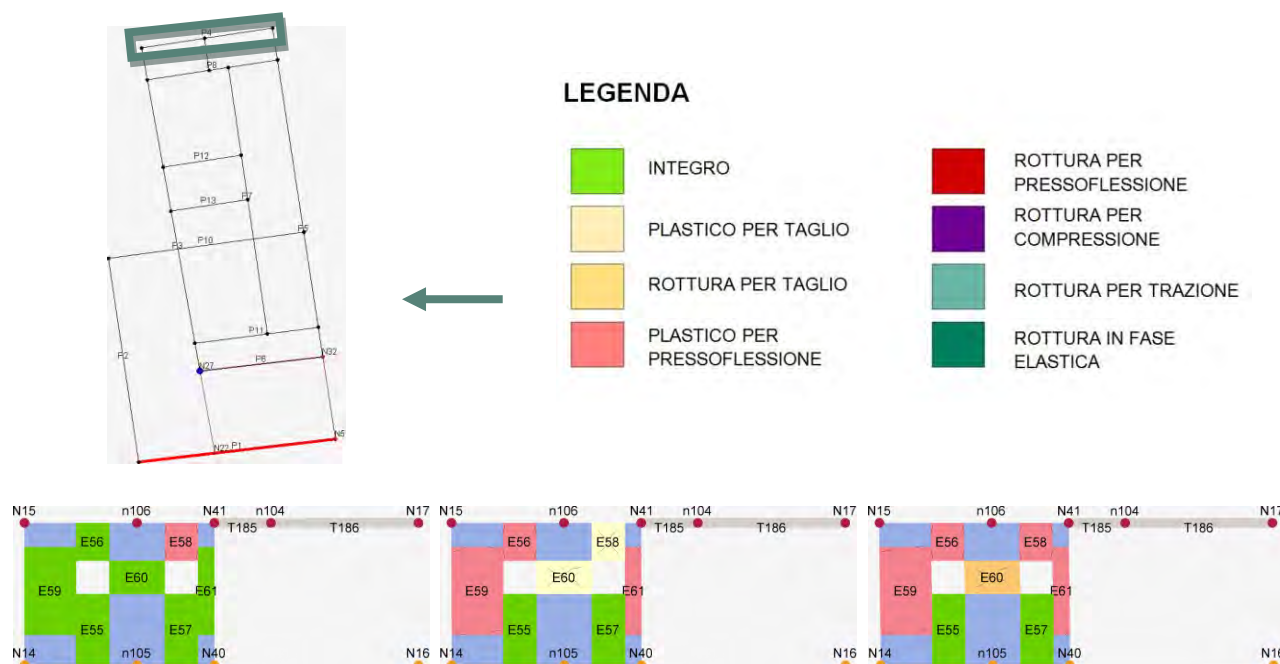 P4
P8
P12
P13
P7
P10
P3
P5
P11
P2
P6
N32
N27
N22
P1
N5
LEGENDA
INTEGRO
PLASTICO PER TAGLIO
ROTTURA PER TAGLIO
PLASTICO PER
PRESSOFLESSIONE
ROTTURA PER
PRESSOFLESSIONE
ROTTURA PER
COMPRESSIONE
ROTTURA PER TRAZIONE
ROTTURA IN FASE
ELASTICA
N15 n106 N41 n104 N17
T185 T186
E56 E58
E59 E60 E61
E55 E57
N14 n105 N40 N16
N15 n106 N41 n104 N17
T185 T186
E56 E58
E59 E60 E61
E55 E57
N14 n105 N40 N16
N15 n106 N41 n104 N17
T185 T186
E56 E58
E59 E60 E61
E55 E57
N14 n105 N40 N16